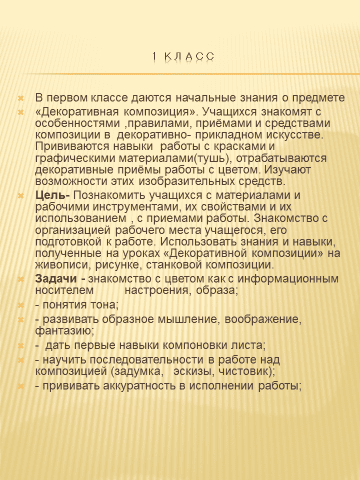 1 КЛАСС
В первом классе даются начальные знания о предмете
«Декоративная композиция». Учащихся знакомят с
особенностями ,правилами, приёмами и средствами
композиции в декоративно- прикладном искусстве.
Прививаются навыки работы с красками и
графическими материалами(тушь), отрабатываются
декоративные приёмы работы с цветом. Изучают
возможности этих изобразительных средств.
Цель- Познакомить учащихся с материалами и
рабочими инструментами, их свойствами и их
использованием , с приемами работы. Знакомство с
организацией рабочего места учащегося, его
подготовкой к работе. Использовать знания и навыки,
полученные на уроках «Декоративной композиции» на
живописи, рисунке, станковой композиции.
Задачи - знакомство с цветом как с информационным
носителем настроения, образа;
- понятия тона;
- развивать образное мышление, воображение,
фантазию;
- дать первые навыки компоновки листа;
- научить последовательности в работе над
композицией (задумка, эскизы, чистовик);
- прививать аккуратность в исполнении работы;